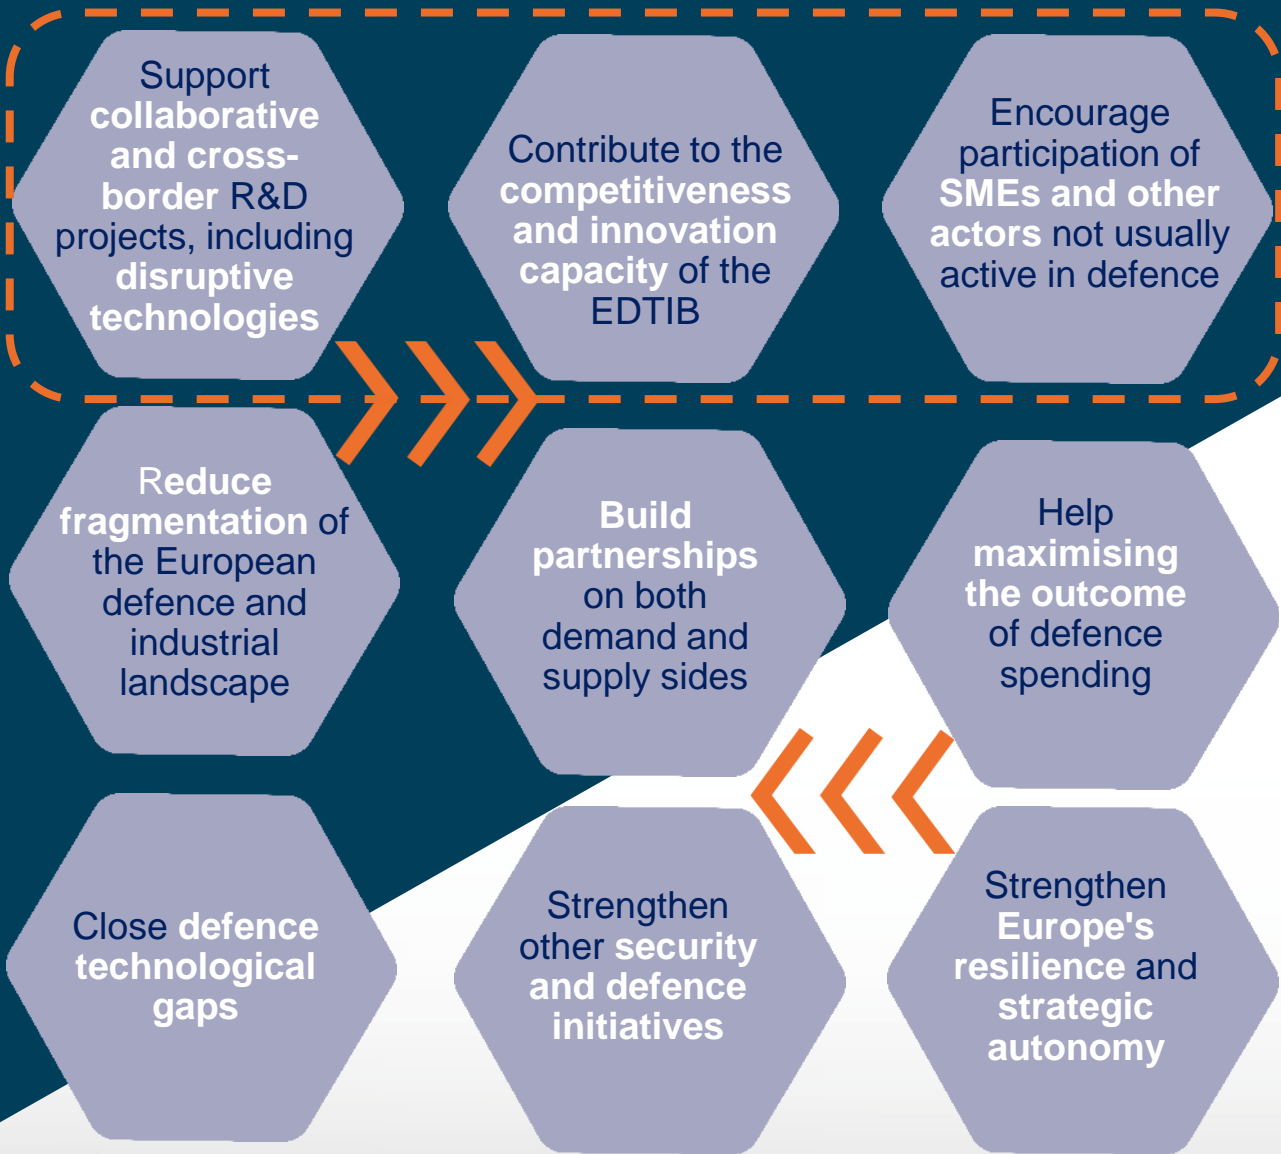 Support
collaborative
and cross-
border R&D
projects, including
disruptive
technologies
Contribute to the
competitiveness
and innovation
capacity of the
EDTIB
Encourage
participation of
SMEs and other
actors not usually
active in defence
Reduce
fragmentation of
the European
defence and
industrial
landscape
Build
partnerships
on both
demand and
supply sides
Help
maximising
the outcome
of defence
spending
Close defence
technological
gaps
Strengthen
other security
and defence
initiatives
Strengthen
Europe's
resilience and
strategic
autonomy